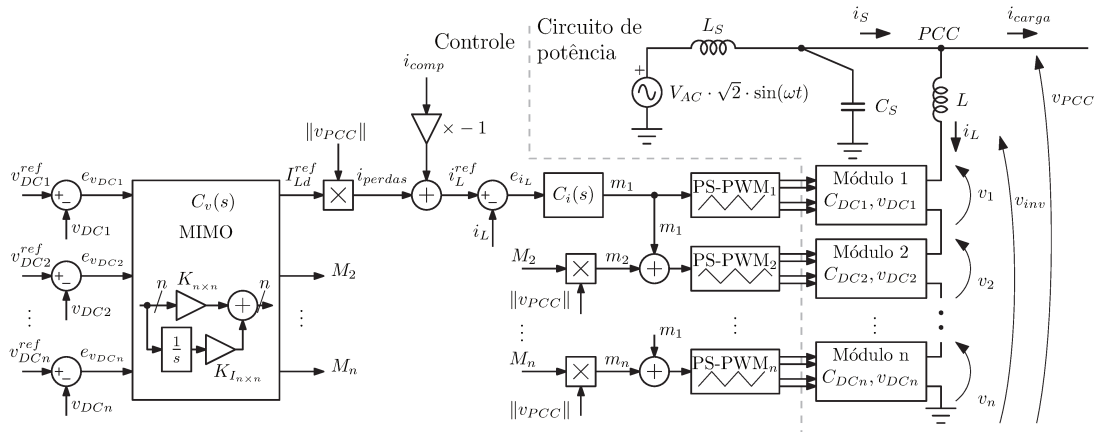 Controle
Circuito de
potência
L_S
i_S
PCC
i_carga
+
V_AC · √2 · sin(ωt)
C_S
L
i_L
v_PCC
v_inv
i_comp
× −1
‖v_PCC‖
v_DC1^ref
+
−
e_vDC1
v_DC1
v_DC2^ref
+
−
e_vDC2
v_DC2
⋮
v_DCn^ref
+
−
e_vDCn
v_DCn
C_v(s)
MIMO
n
K_n×n
+
n
1/s
K_In×n
I_Ld^ref
×
i_perdas
+
i_L^ref
+
−
i_L
e_iL
C_i(s)
m_1
PS-PWM_1
Módulo 1
C_DC1, v_DC1
v_1
M_2
⋮
M_n
m_1
M_2
×
m_2
+
‖v_PCC‖
PS-PWM_2
Módulo 2
C_DC2, v_DC2
v_2
⋮
⋮
⋮
m_1
M_n
×
m_n
+
‖v_PCC‖
PS-PWM_n
Módulo n
C_DCn, v_DCn
v_n